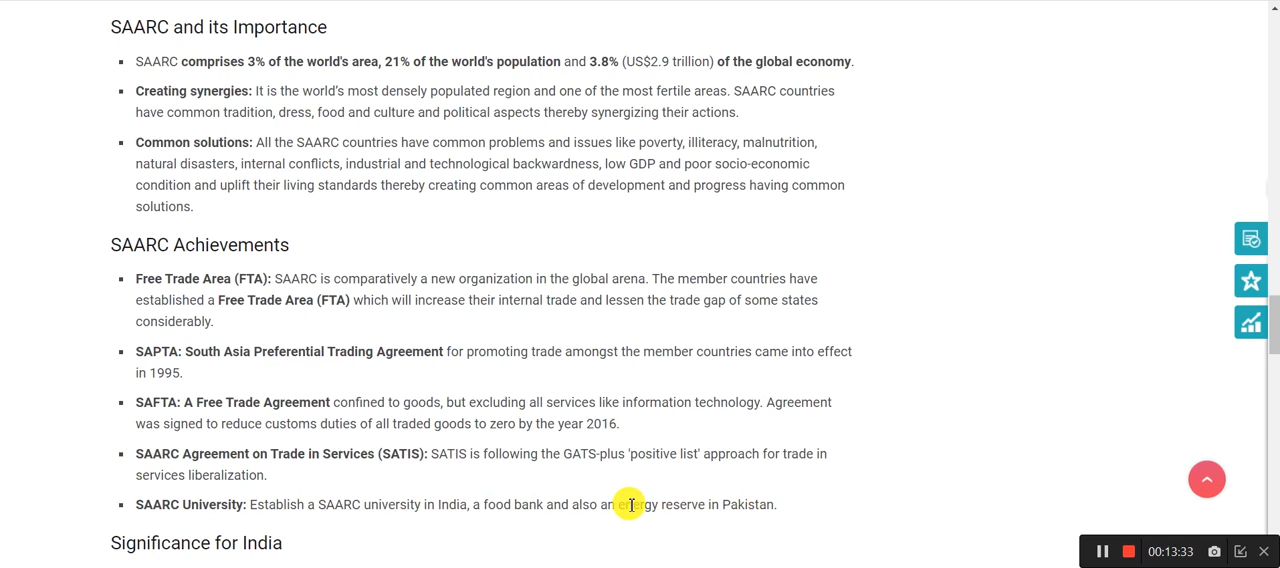 SAARC and its Importance
▪ SAARC comprises 3% of the world's area, 21% of the world's population and 3.8% (US$2.9 trillion) of the global economy.
▪ Creating synergies: It is the world's most densely populated region and one of the most fertile areas. SAARC countries
have common tradition, dress, food and culture and political aspects thereby synergizing their actions.
▪ Common solutions: All the SAARC countries have common problems and issues like poverty, illiteracy, malnutrition,
natural disasters, internal conflicts, industrial and technological backwardness, low GDP and poor socio-economic
condition and uplift their living standards thereby creating common areas of development and progress having common
solutions.
SAARC Achievements
▪ Free Trade Area (FTA): SAARC is comparatively a new organization in the global arena. The member countries have
established a Free Trade Area (FTA) which will increase their internal trade and lessen the trade gap of some states
considerably.
▪ SAPTA: South Asia Preferential Trading Agreement for promoting trade amongst the member countries came into effect
in 1995.
▪ SAFTA: A Free Trade Agreement confined to goods, but excluding all services like information technology. Agreement
was signed to reduce customs duties of all traded goods to zero by the year 2016.
▪ SAARC Agreement on Trade in Services (SATIS): SATIS is following the GATS-plus 'positive list' approach for trade in
services liberalization.
▪ SAARC University: Establish a SAARC university in India, a food bank and also an energy reserve in Pakistan.
Significance for India
00:13:33